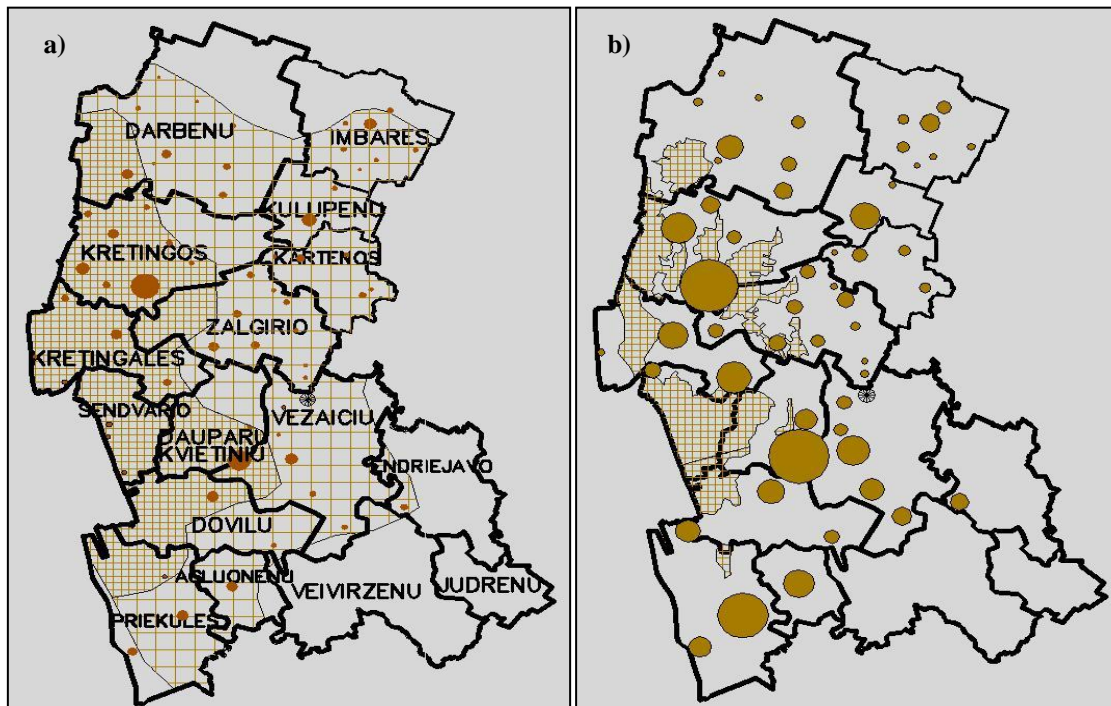 a)
b)
DARBENU
IMBARES
KULUPENU
KRETINGOS
KARTENOS
ZALGIRIO
KRETINGALES
SENDVARIO
VEZAICIU
DAUPARU
KVIETINIU
ENDRIEJAVO
DOVILU
AGLUONENU
VEIVIRZENU
JUDRENU
PRIEKULES